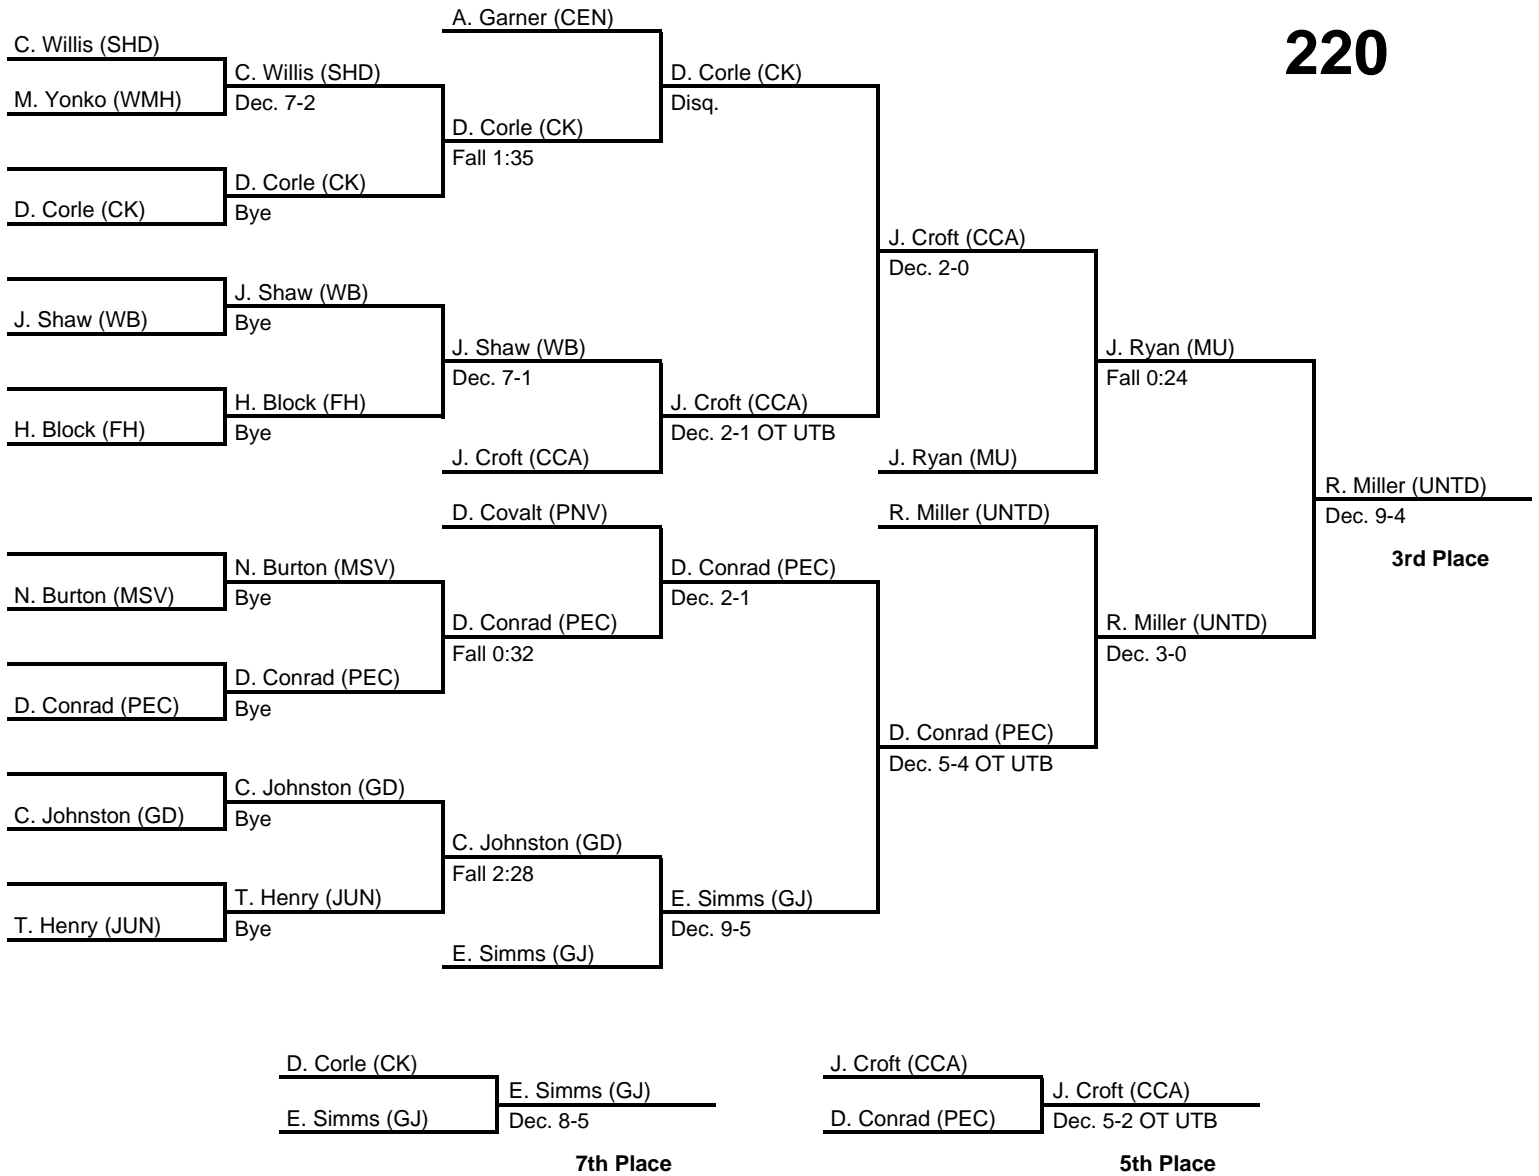 220
C. Willis (SHD)
M. Yonko (WMH)
D. Corle (CK)
J. Shaw (WB)
H. Block (FH)
N. Burton (MSV)
D. Conrad (PEC)
C. Johnston (GD)
T. Henry (JUN)
C. Willis (SHD)
Dec. 7-2
D. Corle (CK)
Bye
J. Shaw (WB)
Bye
H. Block (FH)
Bye
N. Burton (MSV)
Bye
D. Conrad (PEC)
Bye
C. Johnston (GD)
Bye
T. Henry (JUN)
Bye
A. Garner (CEN)
D. Corle (CK)
Fall 1:35
J. Shaw (WB)
Dec. 7-1
J. Croft (CCA)
D. Covalt (PNV)
D. Conrad (PEC)
Fall 0:32
C. Johnston (GD)
Fall 2:28
E. Simms (GJ)
D. Corle (CK)
Disq.
J. Croft (CCA)
Dec. 2-1 OT UTB
D. Conrad (PEC)
Dec. 2-1
E. Simms (GJ)
Dec. 9-5
J. Croft (CCA)
Dec. 2-0
J. Ryan (MU)
R. Miller (UNTD)
D. Conrad (PEC)
Dec. 5-4 OT UTB
J. Ryan (MU)
Fall 0:24
R. Miller (UNTD)
Dec. 3-0
R. Miller (UNTD)
Dec. 9-4
3rd Place
D. Corle (CK)
E. Simms (GJ)
E. Simms (GJ)
Dec. 8-5
7th Place
J. Croft (CCA)
D. Conrad (PEC)
J. Croft (CCA)
Dec. 5-2 OT UTB
5th Place